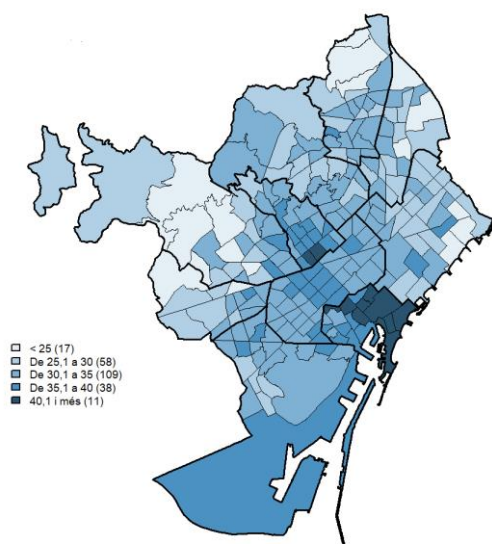 < 25 (17)
De 25,1 a 30 (58)
De 30,1 a 35 (109)
De 35,1 a 40 (38)
40,1 i més (11)